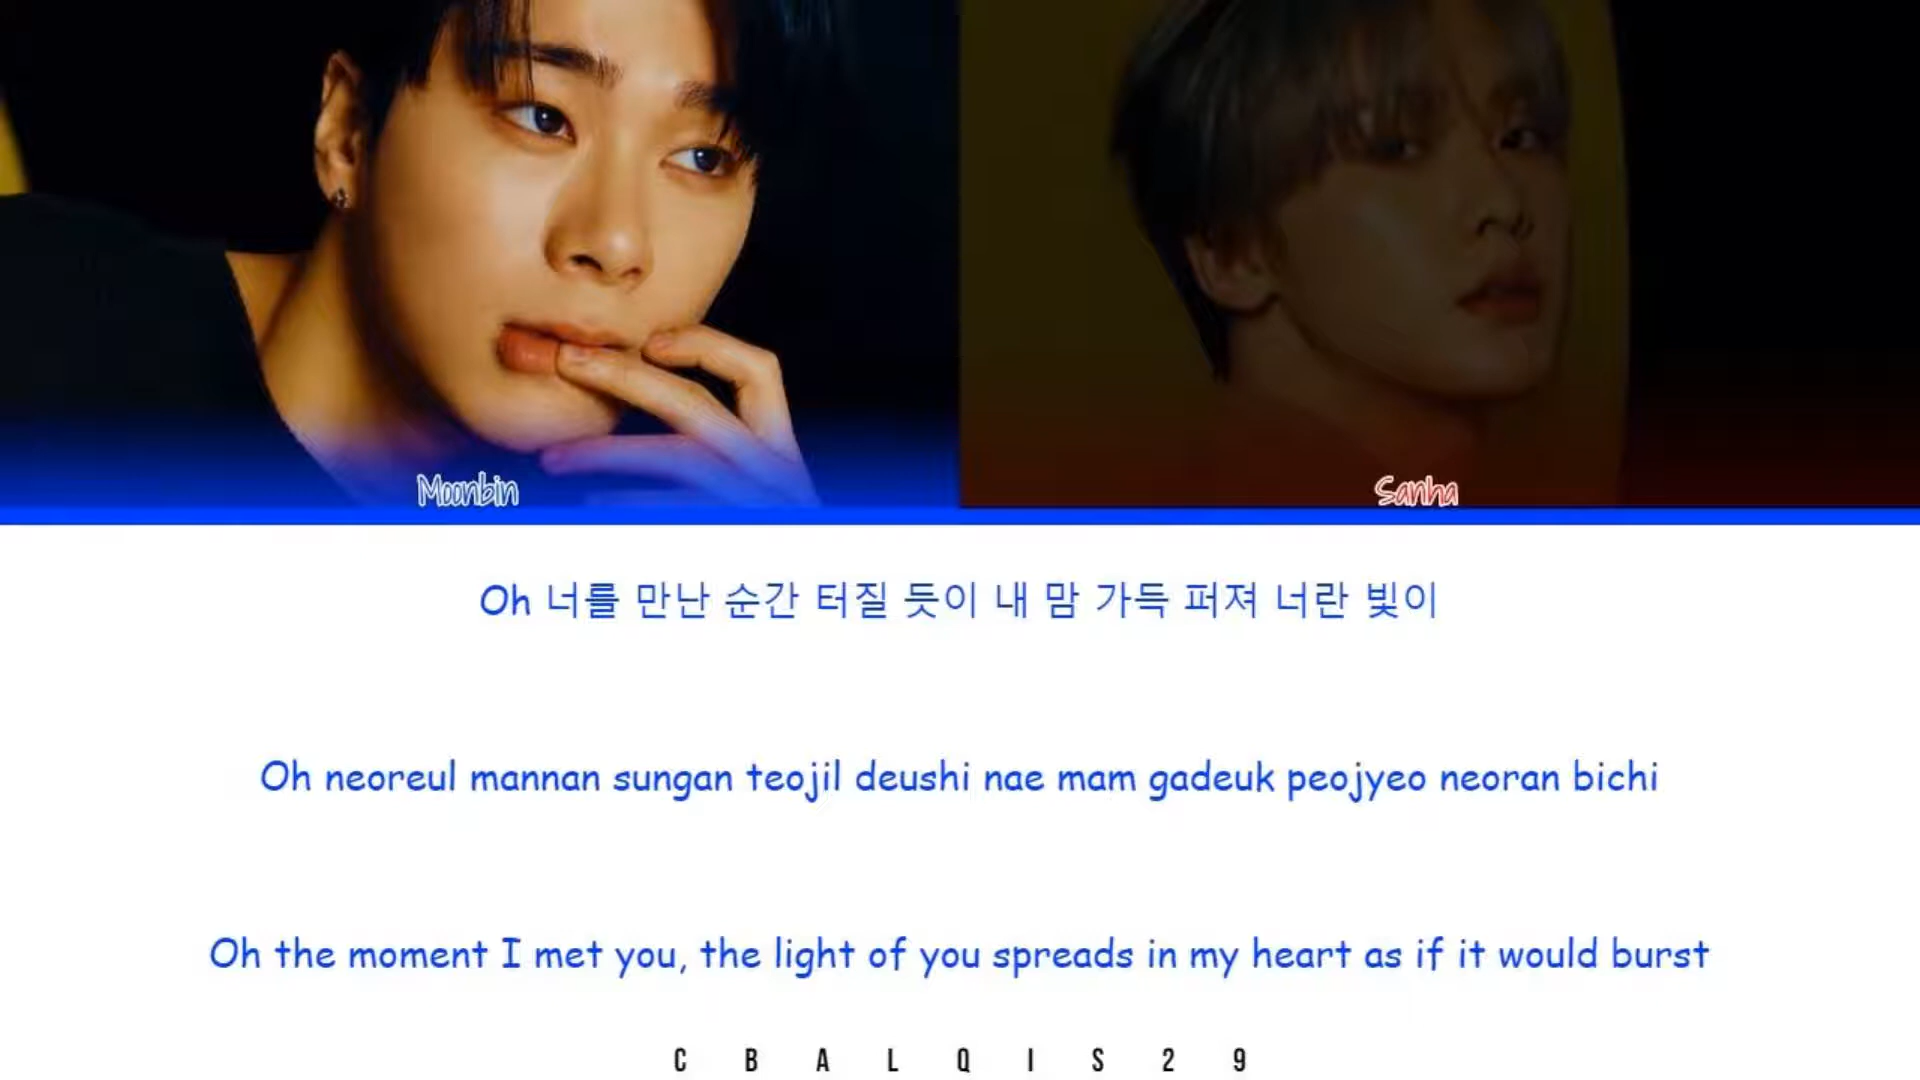 Moonbin
Sanha
Oh 너를 만난 순간 터질 듯이 내 맘 가득 퍼져 너란 빛이
Oh neoreul mannan sungan teojil deushi nae mam gadeuk peojyeo neoran bichi
Oh the moment I met you, the light of you spreads in my heart as if it would burst
CBALQIS29